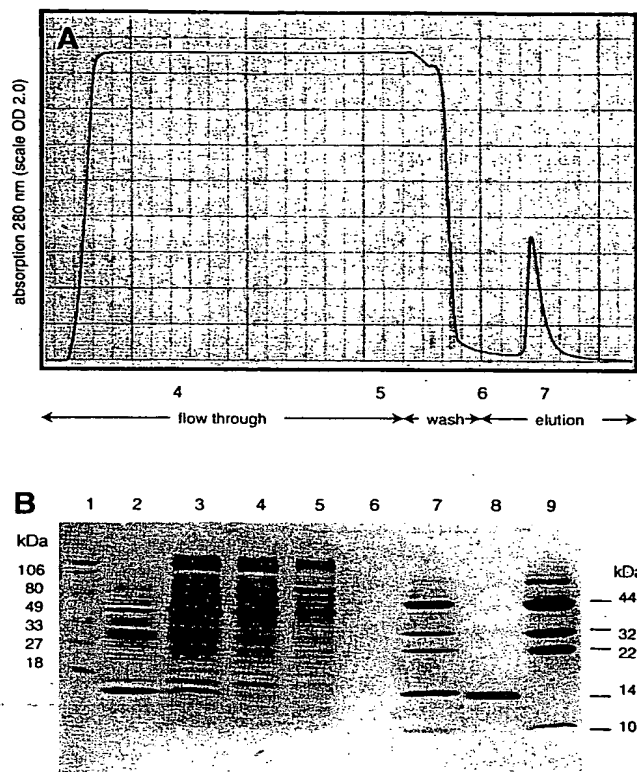 A
absorption 280 nm (scale OD 2.0)
4 5 6 7
flow through wash elution
B 1 2 3 4 5 6 7 8 9
kDa
106
80
49
33
27
18
kDa
44
32
22
14
10